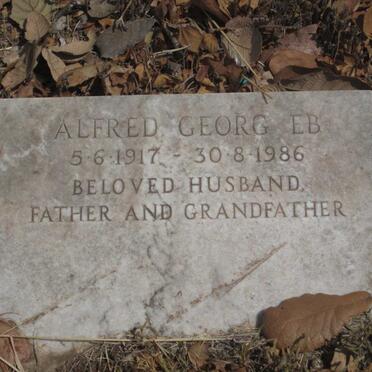 ALFRED GEORG EB
5·6·1917 - 30·8·1986
BELOVED HUSBAND,
FATHER AND GRANDFATHER